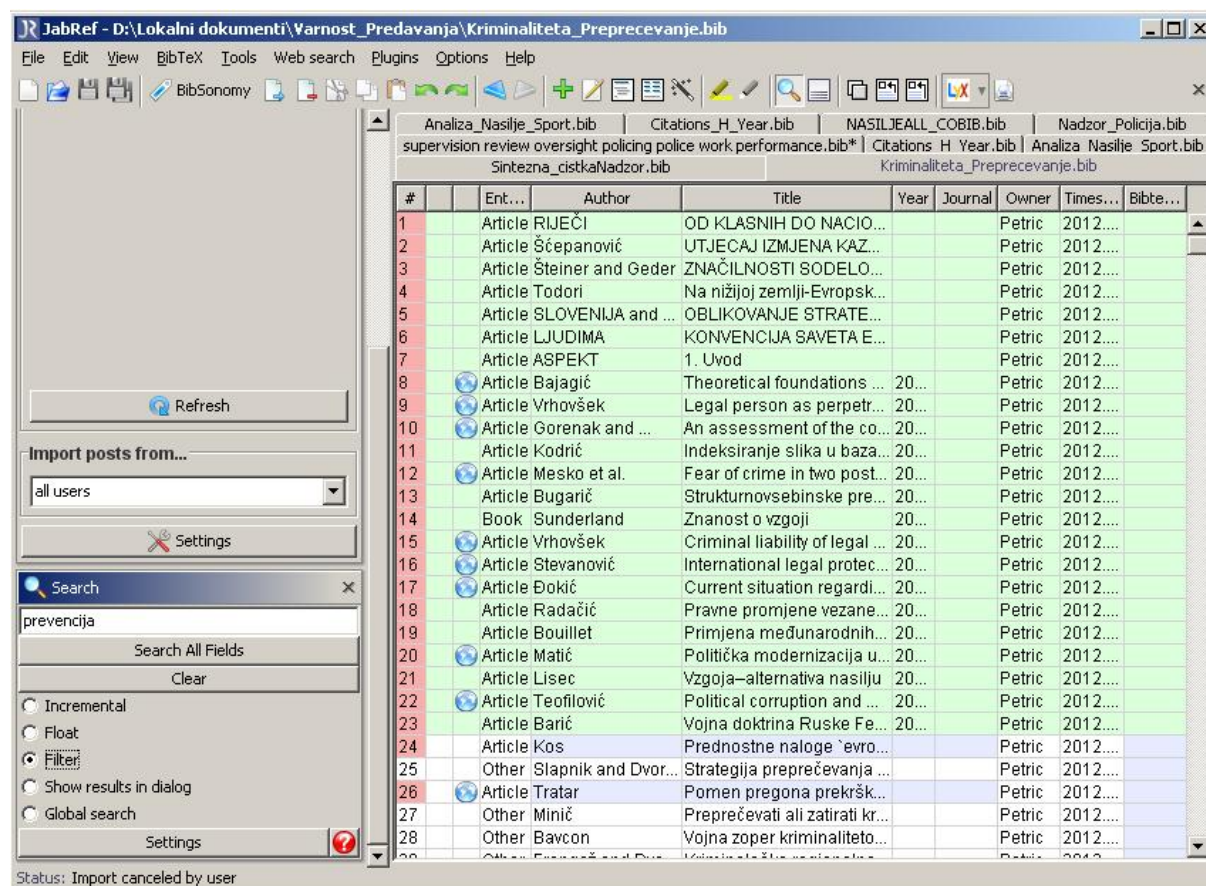 JabRef - D:\Lokalni dokumenti\Varnost_Predavanja\Kriminaliteta_Preprecevanje.bib
File Edit View BibTeX Tools Web search Plugins Options Help
BibSonomy LyX
Analiza_Nasilje_Sport.bib Citations_H_Year.bib NASILJEALL_COBIB.bib Nadzor_Policija.bib
supervision review oversight policing police work performance.bib* Citations_H_Year.bib Analiza_Nasilje_Sport.bib
Sintezna_cistkaNadzor.bib Kriminaliteta_Preprecevanje.bib
# Ent... Author Title Year Journal Owner Times... Bibte...
1 Article RIJEČI OD KLASNIH DO NACIO... Petric 2012....
2 Article Šćepanović UTJECAJ IZMJENA KAZ... Petric 2012....
3 Article Šteiner and Geder ZNAČILNOSTI SODELO... Petric 2012....
4 Article Todori Na nižijoj zemlji-Evropsk... Petric 2012....
5 Article SLOVENIJA and ... OBLIKOVANJE STRATE... Petric 2012....
6 Article LJUDIMA KONVENCIJA SAVETA E... Petric 2012....
7 Article ASPEKT 1. Uvod Petric 2012....
8 Article Bajagić Theoretical foundations ... 20... Petric 2012....
9 Article Vrhovšek Legal person as perpetr... 20... Petric 2012....
10 Article Gorenak and ... An assessment of the co... 20... Petric 2012....
11 Article Kodrić Indeksiranje slika u baza... 20... Petric 2012....
12 Article Mesko et al. Fear of crime in two post... 20... Petric 2012....
13 Article Bugarič Strukturnovsebinske pre... 20... Petric 2012....
14 Book Sunderland Znanost o vzgoji 20... Petric 2012....
15 Article Vrhovšek Criminal liability of legal ... 20... Petric 2012....
16 Article Stevanović International legal protec... 20... Petric 2012....
17 Article Đokić Current situation regardi... 20... Petric 2012....
18 Article Radačić Pravne promjene vezane... 20... Petric 2012....
19 Article Bouillet Primjena međunarodnih... 20... Petric 2012....
20 Article Matić Politička modernizacija u... 20... Petric 2012....
21 Article Lisec Vzgoja–alternativa nasilju 20... Petric 2012....
22 Article Teofilović Political corruption and ... 20... Petric 2012....
23 Article Barić Vojna doktrina Ruske Fe... 20... Petric 2012....
24 Article Kos Prednostne naloge `evro... Petric 2012....
25 Other Slapnik and Dvor... Strategija preprečevanja ... Petric 2012....
26 Article Tratar Pomen pregona prekršk... Petric 2012....
27 Other Minič Preprečevati ali zatirati kr... Petric 2012....
28 Other Bavcon Vojna zoper kriminaliteto... Petric 2012....
Refresh
Import posts from...
all users
Settings
Search
prevencija
Search All Fields
Clear
Incremental
Float
Filter
Show results in dialog
Global search
Settings
Status: Import canceled by user